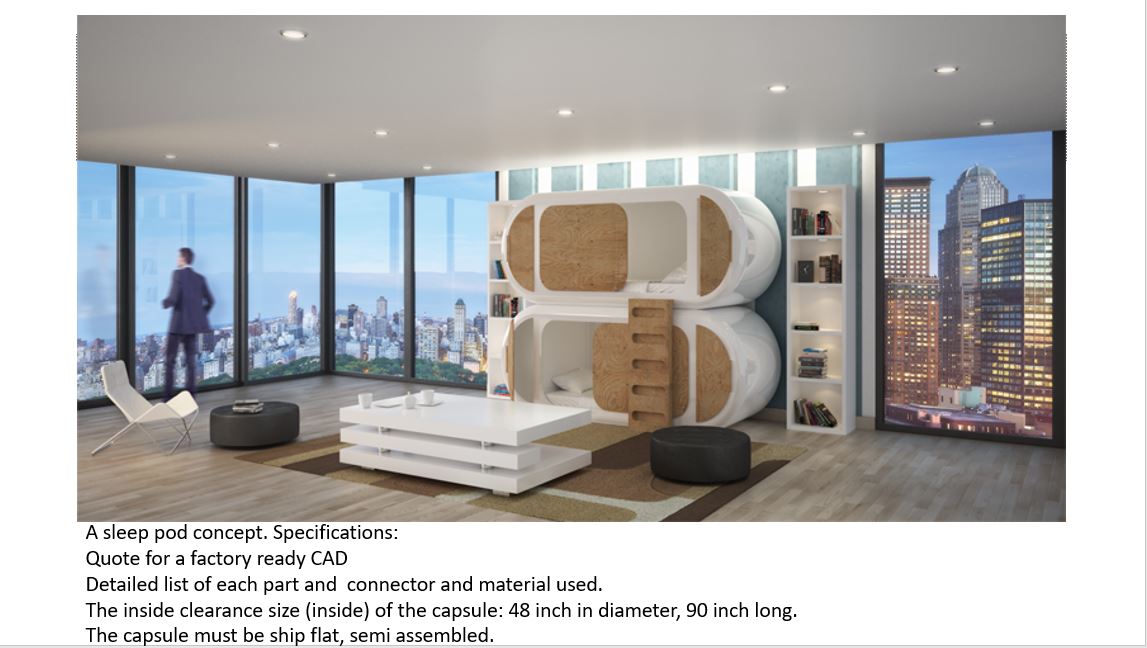 A sleep pod concept. Specifications:
Quote for a factory ready CAD
Detailed list of each part and  connector and material used.
The inside clearance size (inside) of the capsule: 48 inch in diameter, 90 inch long.
The capsule must be ship flat, semi assembled.